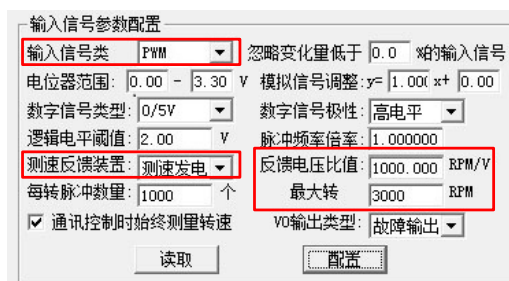 输入信号参数配置
输入信号类 PWM 忽略变化量低于 0.0 %的输入信号
电位器范围: 0.00 - 3.30 V 模拟信号调整:y= 1.00( x+ 0.00
数字信号类型: 0/5V 数字信号极性: 高电平
逻辑电平阈值: 2.00 V 脉冲频率倍率: 1.000000
测速反馈装置: 测速发电 反馈电压比值: 1000.000 RPM/V
每转脉冲数量: 1000 个 最大转 3000 RPM
通讯控制时始终测量转速 VO输出类型: 故障输出
读取 配置